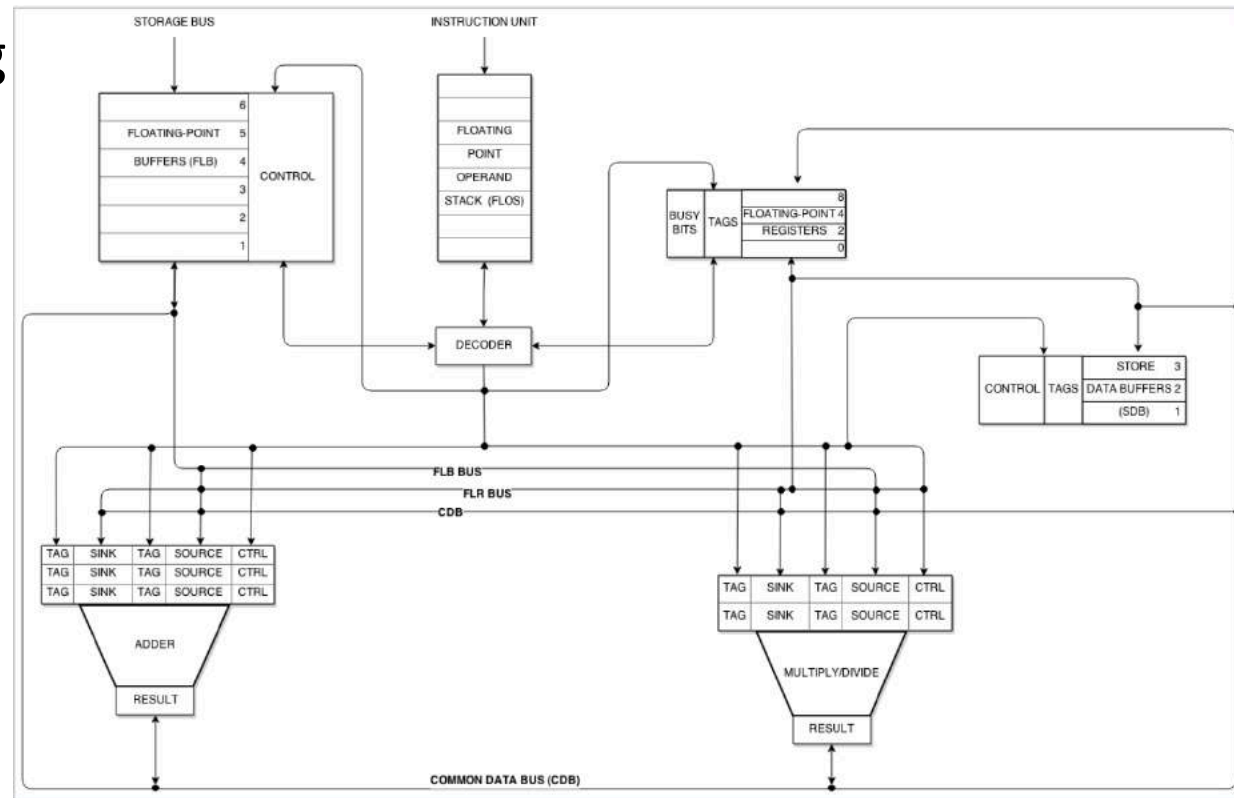 g
STORAGE BUS
INSTRUCTION UNIT
6
FLOATING-POINT 5
BUFFERS (FLB) 4
3
2
1
CONTROL
FLOATING
POINT
OPERAND
STACK (FLOS)
BUSY
BITS
TAGS
8
FLOATING-POINT 4
REGISTERS 2
0
DECODER
CONTROL
TAGS
STORE 3
DATA BUFFERS 2
(SDB) 1
FLB BUS
FLR BUS
CDB
TAG SINK TAG SOURCE CTRL
TAG SINK TAG SOURCE CTRL
TAG SINK TAG SOURCE CTRL
ADDER
RESULT
TAG SINK TAG SOURCE CTRL
TAG SINK TAG SOURCE CTRL
MULTIPLY/DIVIDE
RESULT
COMMON DATA BUS (CDB)